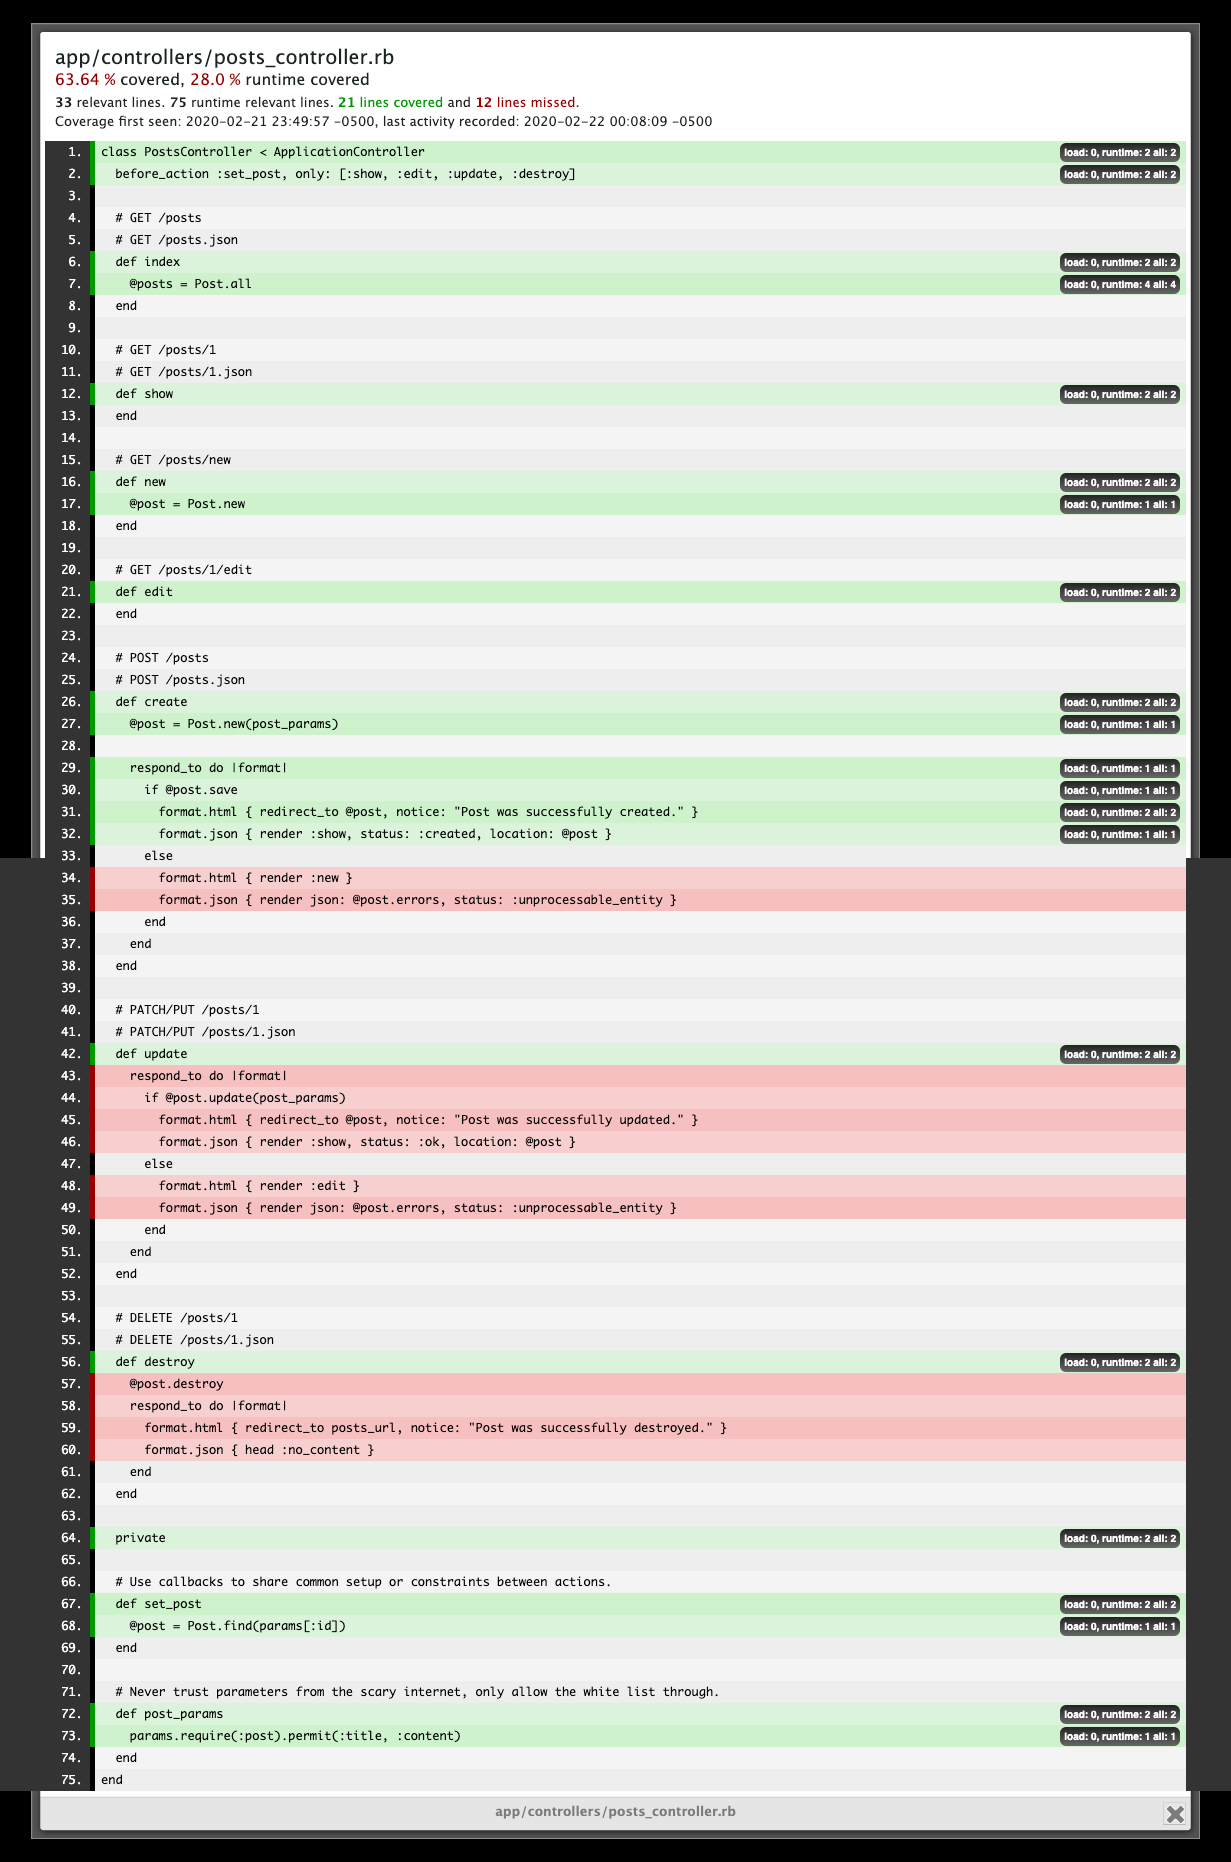 app/controllers/posts_controller.rb
63.64 % covered, 28.0 % runtime covered
33 relevant lines. 75 runtime relevant lines. 21 lines covered and 12 lines missed.
Coverage first seen: 2020-02-21 23:49:57 -0500, last activity recorded: 2020-02-22 00:08:09 -0500
1. class PostsController < ApplicationController load: 0, runtime: 2 all: 2
2.   before_action :set_post, only: [:show, :edit, :update, :destroy] load: 0, runtime: 2 all: 2
3.
4.   # GET /posts
5.   # GET /posts.json
6.   def index load: 0, runtime: 2 all: 2
7.     @posts = Post.all load: 0, runtime: 4 all: 4
8.   end
9.
10.   # GET /posts/1
11.   # GET /posts/1.json
12.   def show load: 0, runtime: 2 all: 2
13.   end
14.
15.   # GET /posts/new
16.   def new load: 0, runtime: 2 all: 2
17.     @post = Post.new load: 0, runtime: 1 all: 1
18.   end
19.
20.   # GET /posts/1/edit
21.   def edit load: 0, runtime: 2 all: 2
22.   end
23.
24.   # POST /posts
25.   # POST /posts.json
26.   def create load: 0, runtime: 2 all: 2
27.     @post = Post.new(post_params) load: 0, runtime: 1 all: 1
28.
29.     respond_to do |format| load: 0, runtime: 1 all: 1
30.       if @post.save load: 0, runtime: 1 all: 1
31.         format.html { redirect_to @post, notice: "Post was successfully created." } load: 0, runtime: 2 all: 2
32.         format.json { render :show, status: :created, location: @post } load: 0, runtime: 1 all: 1
33.       else
34.         format.html { render :new }
35.         format.json { render json: @post.errors, status: :unprocessable_entity }
36.       end
37.     end
38.   end
39.
40.   # PATCH/PUT /posts/1
41.   # PATCH/PUT /posts/1.json
42.   def update load: 0, runtime: 2 all: 2
43.     respond_to do |format|
44.       if @post.update(post_params)
45.         format.html { redirect_to @post, notice: "Post was successfully updated." }
46.         format.json { render :show, status: :ok, location: @post }
47.       else
48.         format.html { render :edit }
49.         format.json { render json: @post.errors, status: :unprocessable_entity }
50.       end
51.     end
52.   end
53.
54.   # DELETE /posts/1
55.   # DELETE /posts/1.json
56.   def destroy load: 0, runtime: 2 all: 2
57.     @post.destroy
58.     respond_to do |format|
59.       format.html { redirect_to posts_url, notice: "Post was successfully destroyed." }
60.       format.json { head :no_content }
61.     end
62.   end
63.
64.   private load: 0, runtime: 2 all: 2
65.
66.   # Use callbacks to share common setup or constraints between actions.
67.   def set_post load: 0, runtime: 2 all: 2
68.     @post = Post.find(params[:id]) load: 0, runtime: 1 all: 1
69.   end
70.
71.   # Never trust parameters from the scary internet, only allow the white list through.
72.   def post_params load: 0, runtime: 2 all: 2
73.     params.require(:post).permit(:title, :content) load: 0, runtime: 1 all: 1
74.   end
75. end
app/controllers/posts_controller.rb